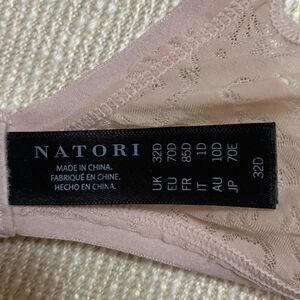 NATORI
MADE IN CHINA.
FABRIQUÉ EN CHINE.
HECHO EN CHINA.
UK 32D
EU 70D
FR 85D
IT 1D
AU 10D
JP 70E
32D